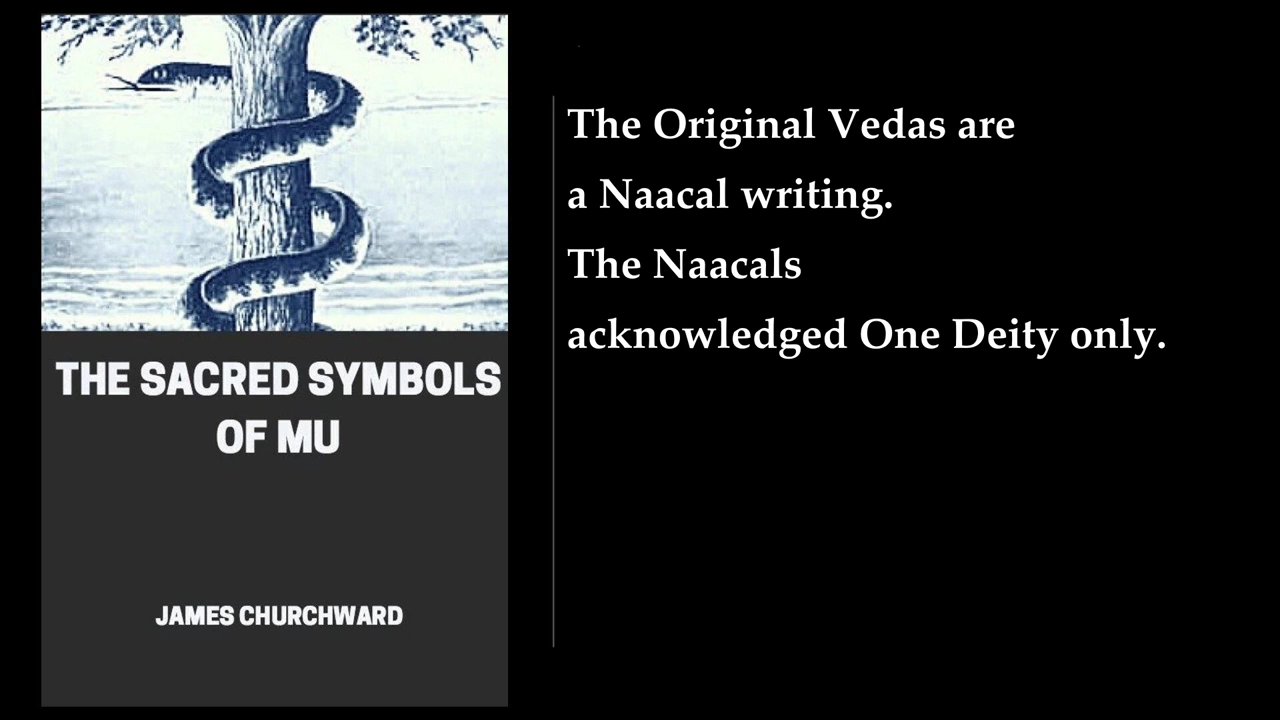 THE SACRED SYMBOLS
OF MU
JAMES CHURCHWARD
The Original Vedas are
a Naacal writing.
The Naacals
acknowledged One Deity only.